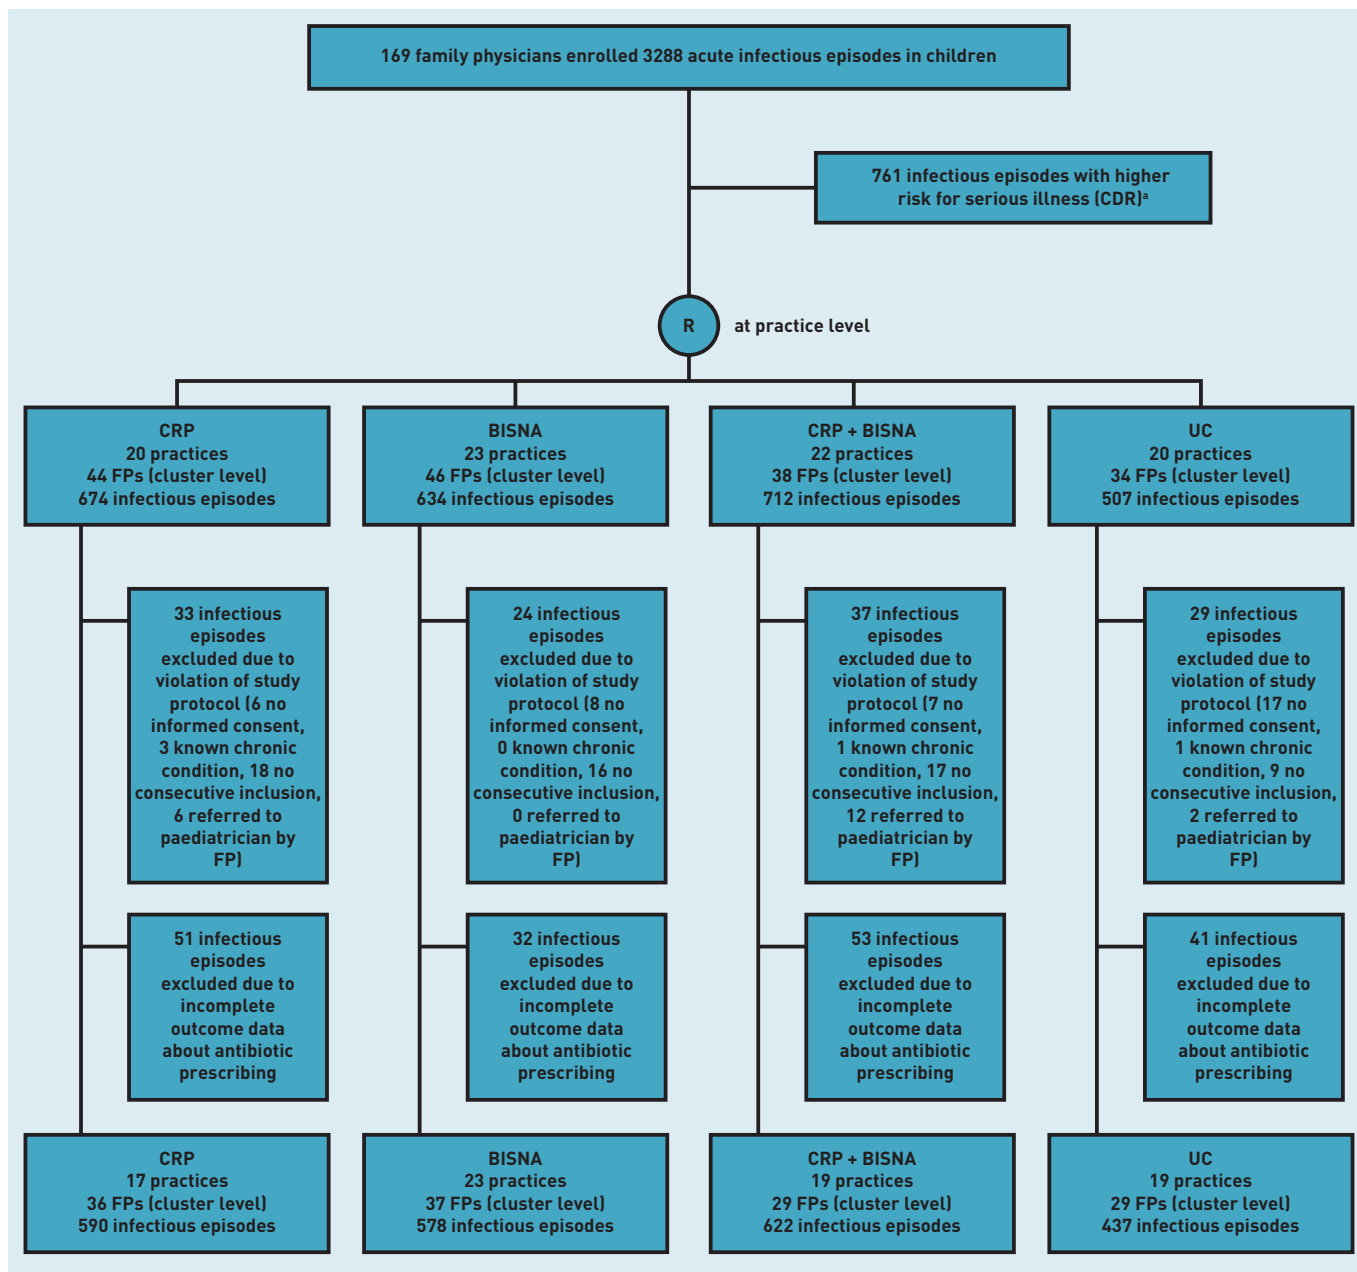 169 family physicians enrolled 3288 acute infectious episodes in children
761 infectious episodes with higher
risk for serious illness (CDR)ᵃ
R
at practice level
CRP
20 practices
44 FPs (cluster level)
674 infectious episodes
BISNA
23 practices
46 FPs (cluster level)
634 infectious episodes
CRP + BISNA
22 practices
38 FPs (cluster level)
712 infectious episodes
UC
20 practices
34 FPs (cluster level)
507 infectious episodes
33 infectious
episodes
excluded due to
violation of study
protocol (6 no
informed consent,
3 known chronic
condition, 18 no
consecutive inclusion,
6 referred to
paediatrician by
FP)
24 infectious
episodes
excluded due to
violation of study
protocol (8 no
informed consent,
0 known chronic
condition, 16 no
consecutive inclusion,
0 referred to
paediatrician by
FP)
37 infectious
episodes
excluded due to
violation of study
protocol (7 no
informed consent,
1 known chronic
condition, 17 no
consecutive inclusion,
12 referred to
paediatrician by
FP)
29 infectious
episodes
excluded due to
violation of study
protocol (17 no
informed consent,
1 known chronic
condition, 9 no
consecutive inclusion,
2 referred to
paediatrician by
FP)
51 infectious
episodes
excluded due to
incomplete
outcome data
about antibiotic
prescribing
32 infectious
episodes
excluded due to
incomplete
outcome data
about antibiotic
prescribing
53 infectious
episodes
excluded due to
incomplete
outcome data
about antibiotic
prescribing
41 infectious
episodes
excluded due to
incomplete
outcome data
about antibiotic
prescribing
CRP
17 practices
36 FPs (cluster level)
590 infectious episodes
BISNA
23 practices
37 FPs (cluster level)
578 infectious episodes
CRP + BISNA
19 practices
29 FPs (cluster level)
622 infectious episodes
UC
19 practices
29 FPs (cluster level)
437 infectious episodes